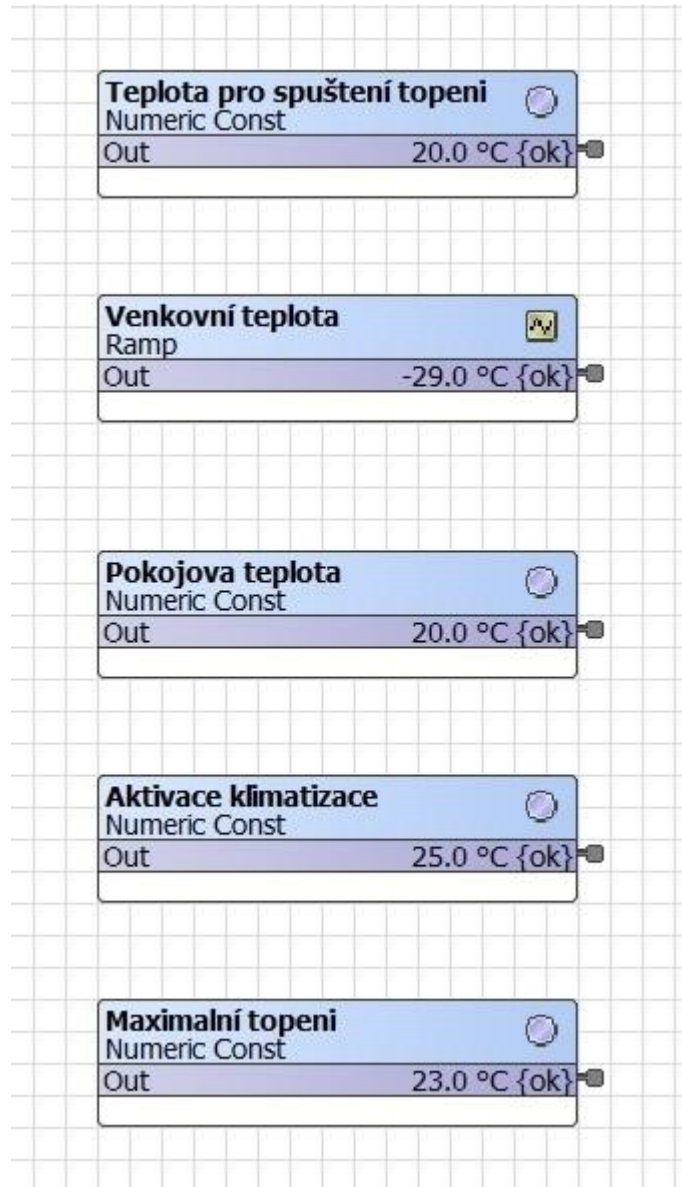 Teplota pro spuštení topeni
Numeric Const
Out 20.0 °C {ok}
Venkovní teplota
Ramp
Out -29.0 °C {ok}
Pokojova teplota
Numeric Const
Out 20.0 °C {ok}
Aktivace klimatizace
Numeric Const
Out 25.0 °C {ok}
Maximalní topeni
Numeric Const
Out 23.0 °C {ok}